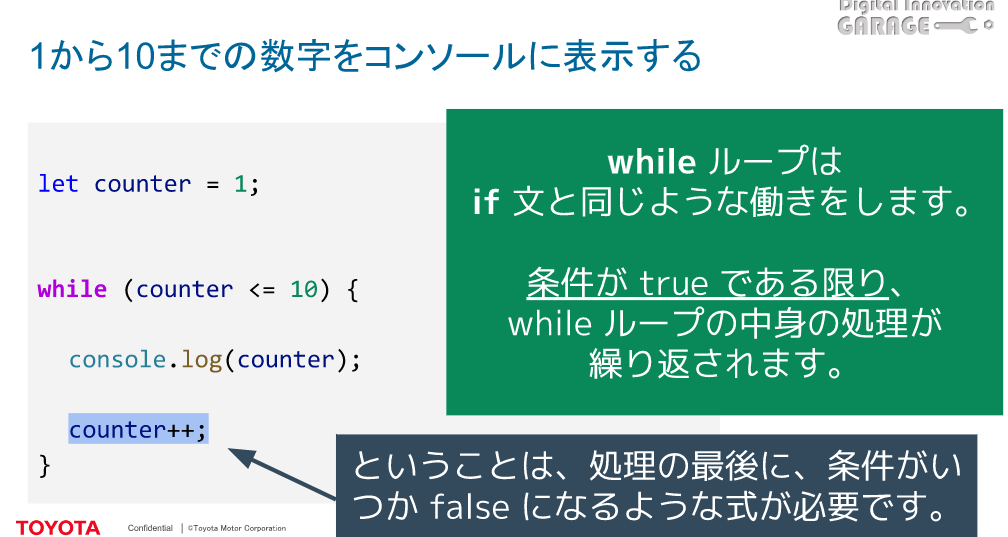 Digital Innovation
GARAGE
1から10までの数字をコンソールに表示する
let counter = 1;
while (counter <= 10) {
console.log(counter);
counter++;
}
while ループは
if 文と同じような働きをします。
条件が true である限り、
while ループの中身の処理が
繰り返されます。
ということは、処理の最後に、条件がい
つか false になるような式が必要です。
TOYOTA
Confidential | ©Toyota Motor Corporation